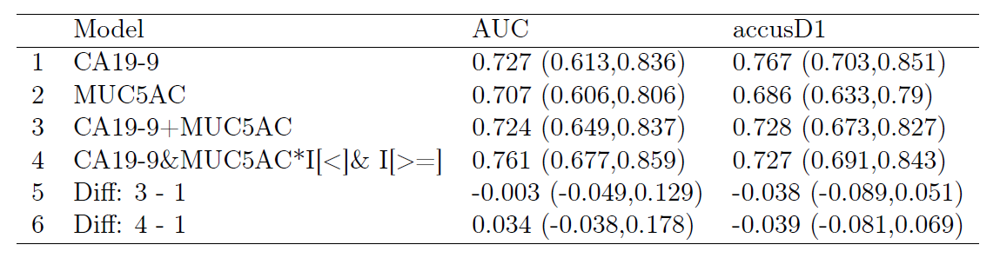 Model AUC accusD1
1 CA19-9 0.727 (0.613,0.836) 0.767 (0.703,0.851)
2 MUC5AC 0.707 (0.606,0.806) 0.686 (0.633,0.79)
3 CA19-9+MUC5AC 0.724 (0.649,0.837) 0.728 (0.673,0.827)
4 CA19-9&MUC5AC*I[<]& I[>=] 0.761 (0.677,0.859) 0.727 (0.691,0.843)
5 Diff: 3 - 1 -0.003 (-0.049,0.129) -0.038 (-0.089,0.051)
6 Diff: 4 - 1 0.034 (-0.038,0.178) -0.039 (-0.081,0.069)